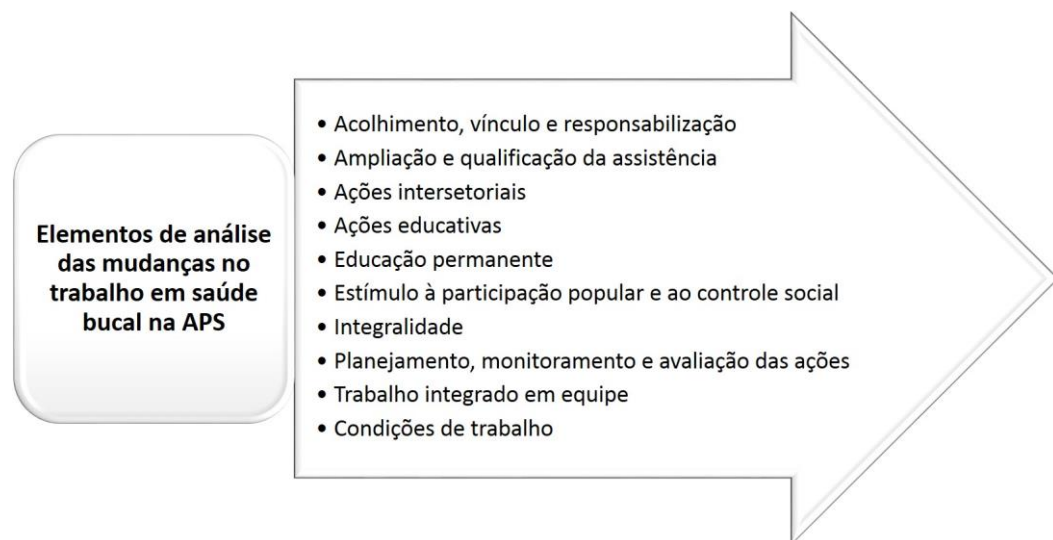 Elementos de análise
das mudanças no
trabalho em saúde
bucal na APS
• Acolhimento, vínculo e responsabilização
• Ampliação e qualificação da assistência
• Ações intersetoriais
• Ações educativas
• Educação permanente
• Estímulo à participação popular e ao controle social
• Integralidade
• Planejamento, monitoramento e avaliação das ações
• Trabalho integrado em equipe
• Condições de trabalho